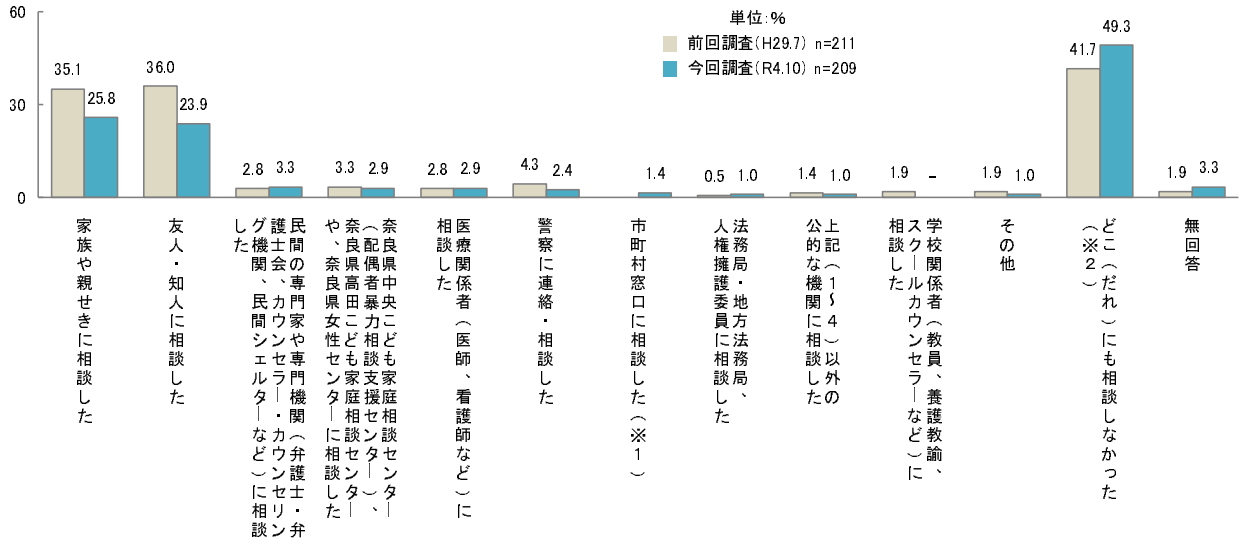 60
30
0
単位:%
前回調査(H29.7) n=211
今回調査(R4.10) n=209
35.1
25.8
36.0
23.9
2.8
3.3
3.3
2.9
2.8
2.9
4.3
2.4
1.4
0.5
1.0
1.4
1.0
1.9
–
1.9
1.0
41.7
49.3
1.9
3.3
家族や親せきに相談した
友人・知人に相談した
民間の専門家や専門機関(弁護士・弁
護士会、カウンセラー・カウンセリン
グ機関、民間シェルターなど)に相談
した
奈良県中央こども家庭相談センター
(配偶者暴力相談支援センター)、
奈良県高田こども家庭相談センター
や、奈良県女性センターに相談した
医療関係者(医師、看護師など)に
相談した
警察に連絡・相談した
市町村窓口に相談した(※1)
法務局・地方法務局、
人権擁護委員に相談した
上記(1~4)以外の
公的な機関に相談した
学校関係者(教員、養護教諭、
スクールカウンセラーなど)に
相談した
その他
どこ(だれ)にも相談しなかった
(※2)
無回答